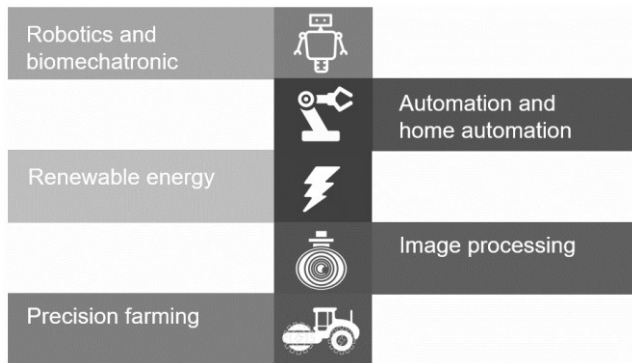 Robotics and
biomechatronic
Automation and
home automation
Renewable energy
Image processing
Precision farming